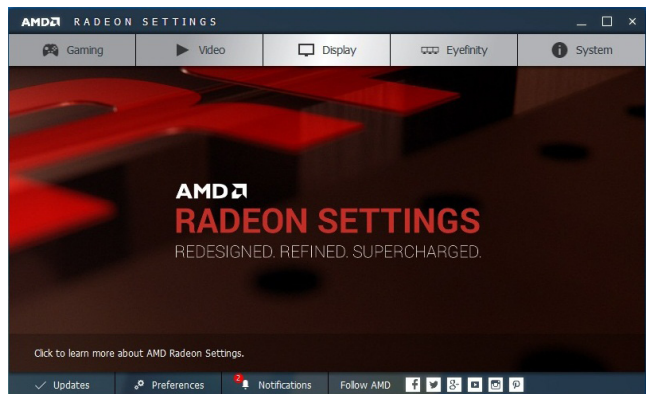 AMD RADEON SETTINGS
Gaming Video Display Eyefinity System
AMD
RADEON SETTINGS
REDESIGNED. REFINED. SUPERCHARGED.
Click to learn more about AMD Radeon Settings.
Updates Preferences 2 Notifications Follow AMD